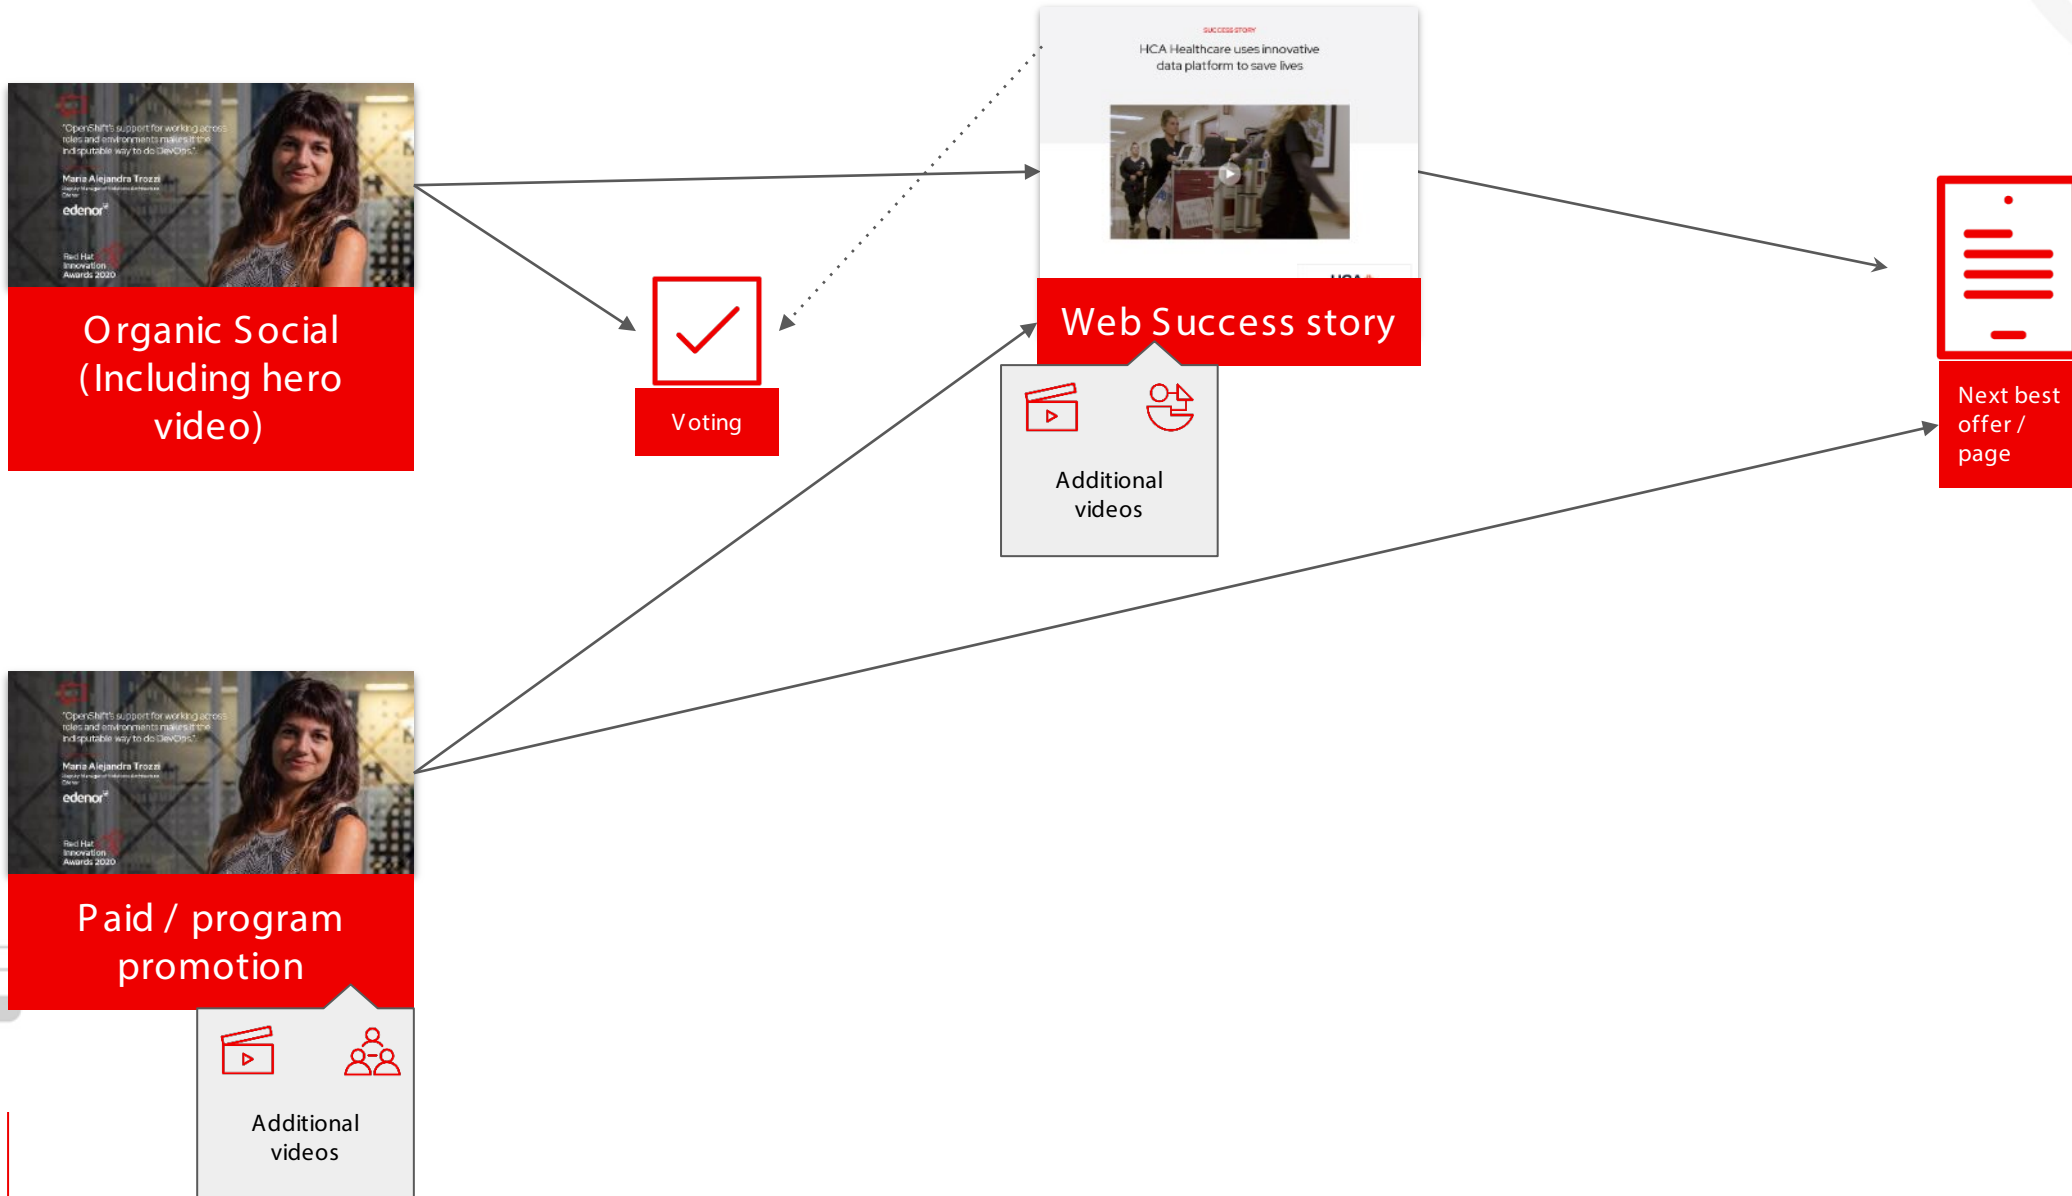 SUCCESS STORY
HCA Healthcare uses innovative
data platform to save lives
"OpenShift's support for working across
roles and environments makes it the
indisputable way to do DevOps."
Maria Alejandra Trozzi
edenor
Red Hat
Innovation
Awards 2020
Organic Social
(Including hero
video)
Voting
Web Success story
Additional
videos
Next best
offer /
page
"OpenShift's support for working across
roles and environments makes it the
indisputable way to do DevOps."
Maria Alejandra Trozzi
edenor
Red Hat
Innovation
Awards 2020
Paid / program
promotion
Additional
videos